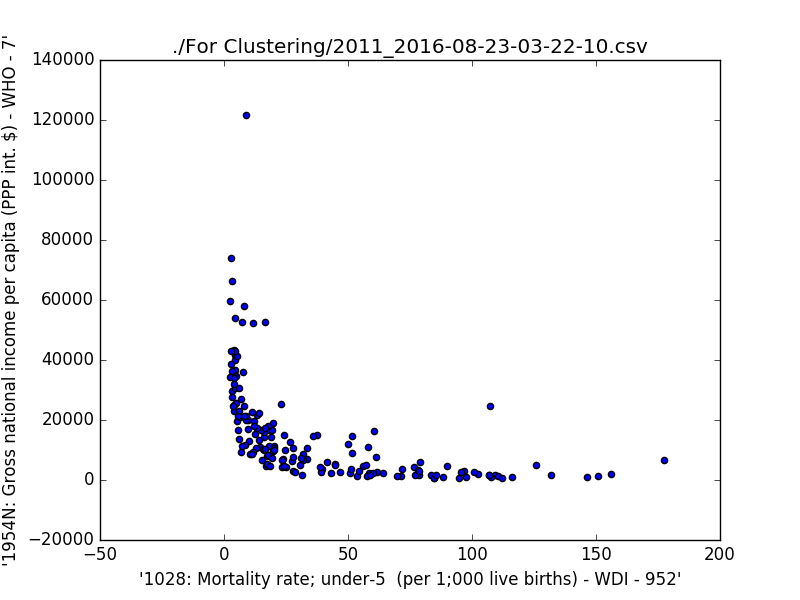 ./For Clustering/2011_2016-08-23-03-22-10.csv
'1954N: Gross national income per capita (PPP int. $) - WHO - 7'
140000
120000
100000
80000
60000
40000
20000
0
−20000
−50 0 50 100 150 200
'1028: Mortality rate; under-5  (per 1;000 live births) - WDI - 952'